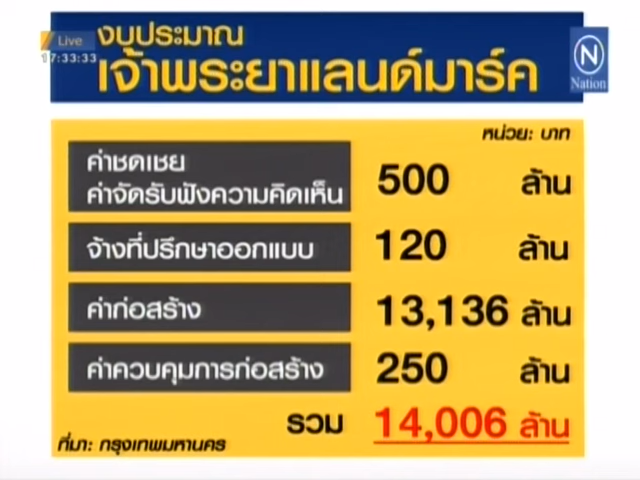 Live
17:33:33
งบประมาณ
เจ้าพระยาแลนด์มาร์ค
N
Nation
หน่วย: บาท
ค่าชดเชย
ค่าจัดรับฟังความคิดเห็น 500 ล้าน
จ้างที่ปรึกษาออกแบบ 120 ล้าน
ค่าก่อสร้าง 13,136 ล้าน
ค่าควบคุมการก่อสร้าง 250 ล้าน
รวม 14,006 ล้าน
ที่มา: กรุงเทพมหานคร